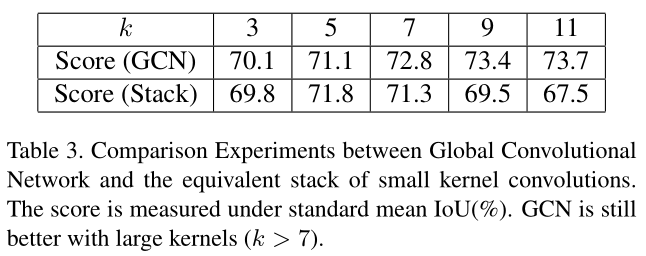 k 3 5 7 9 11
Score (GCN) 70.1 71.1 72.8 73.4 73.7
Score (Stack) 69.8 71.8 71.3 69.5 67.5
Table 3. Comparison Experiments between Global Convolutional
Network and the equivalent stack of small kernel convolutions.
The score is measured under standard mean IoU(%). GCN is still
better with large kernels (k > 7).